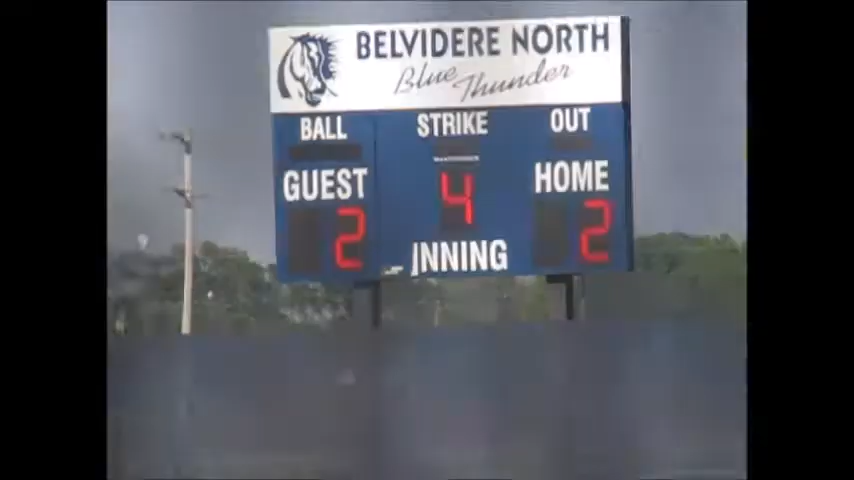 BELVIDERE NORTH
Blue Thunder
BALL STRIKE OUT
GUEST 4 HOME
2 2
INNING